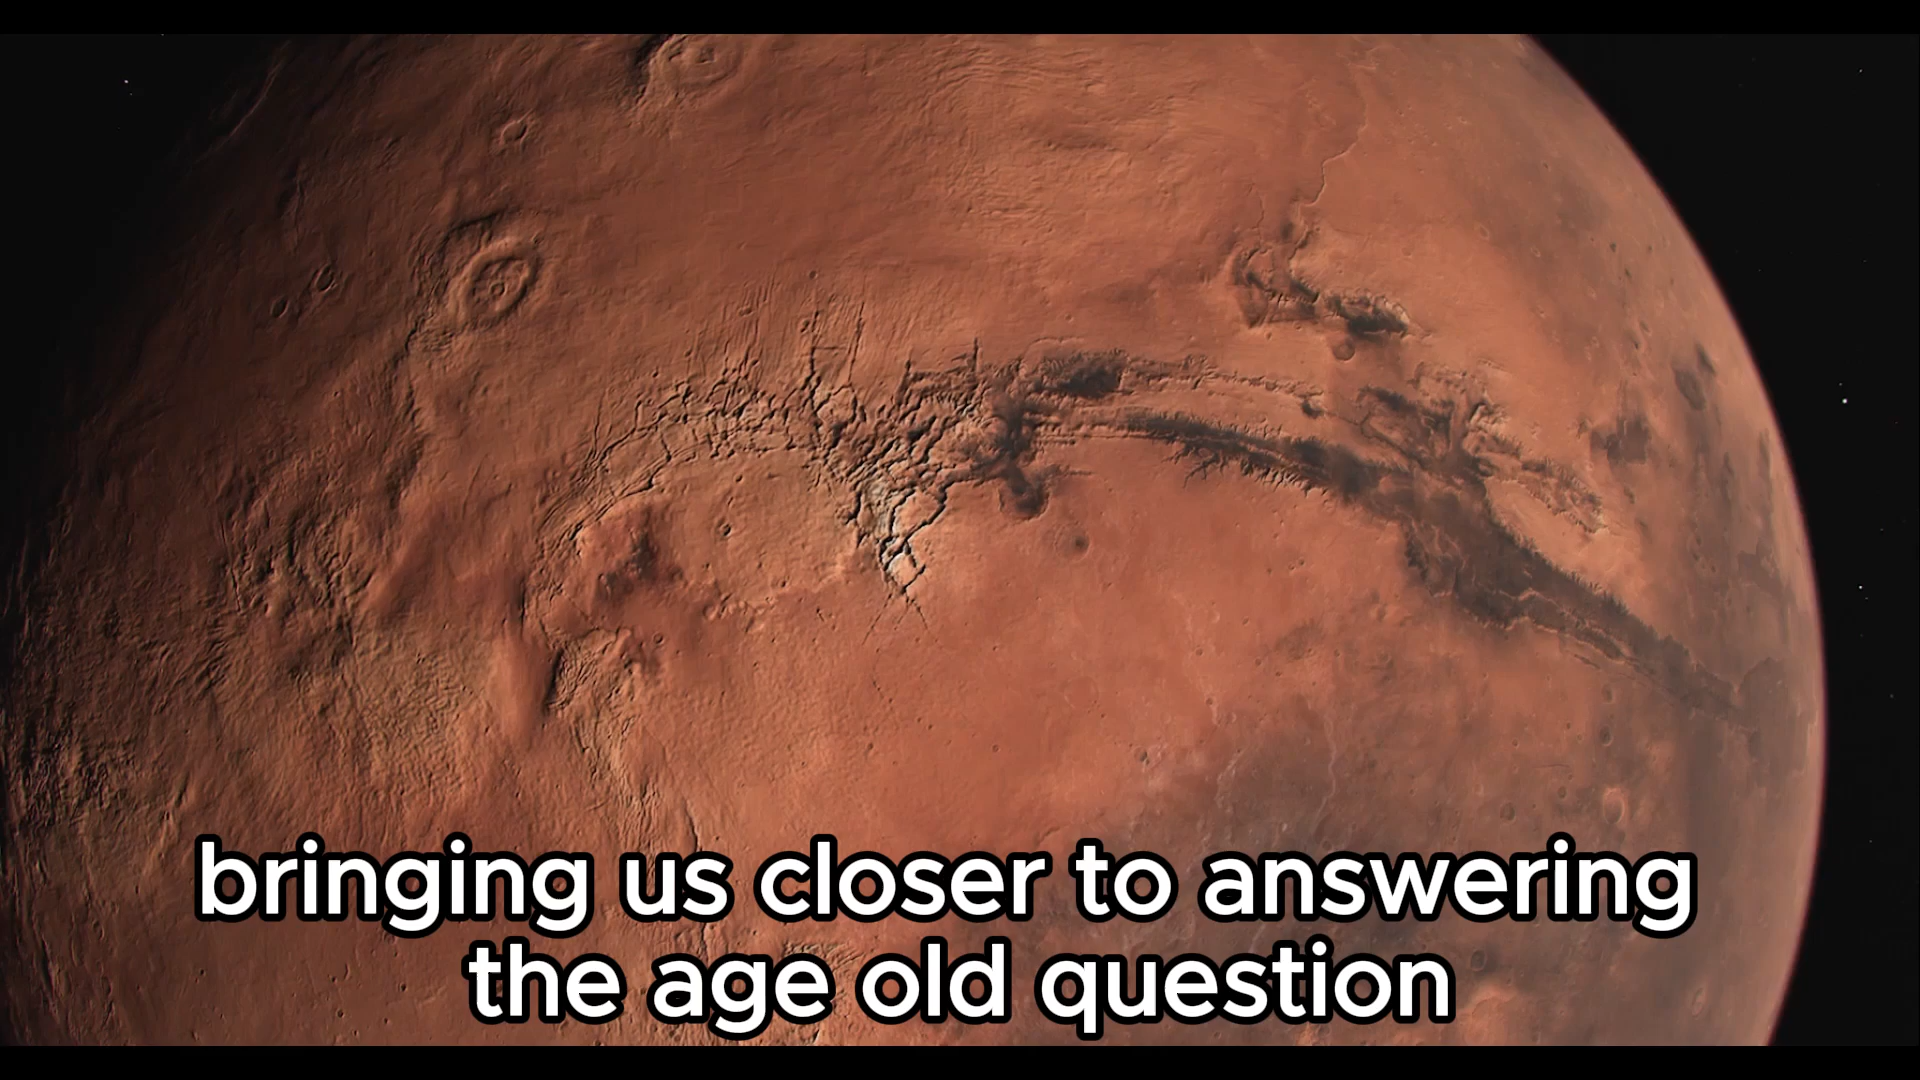 bringing us closer to answering
the age old question